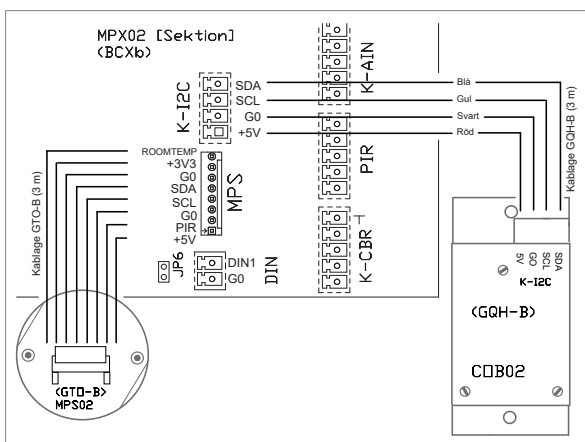 MPX02 [Sektion]
(BCXb)
K-I2C
SDA
SCL
G0
+5V
K-AIN
Blå
Gul
Svart
Röd
Kablage GQH-B (3 m)
Kablage GTO-B (3 m)
ROOMTEMP
+3V3
G0
SDA
SCL
G0
PIR
+5V
MPS
PIR
K-CBR
JP6
DIN1
G0
DIN
SDA
SCL
GO
5V
K-I2C
(GQH-B)
COB02
(GTO-B)
MPS02